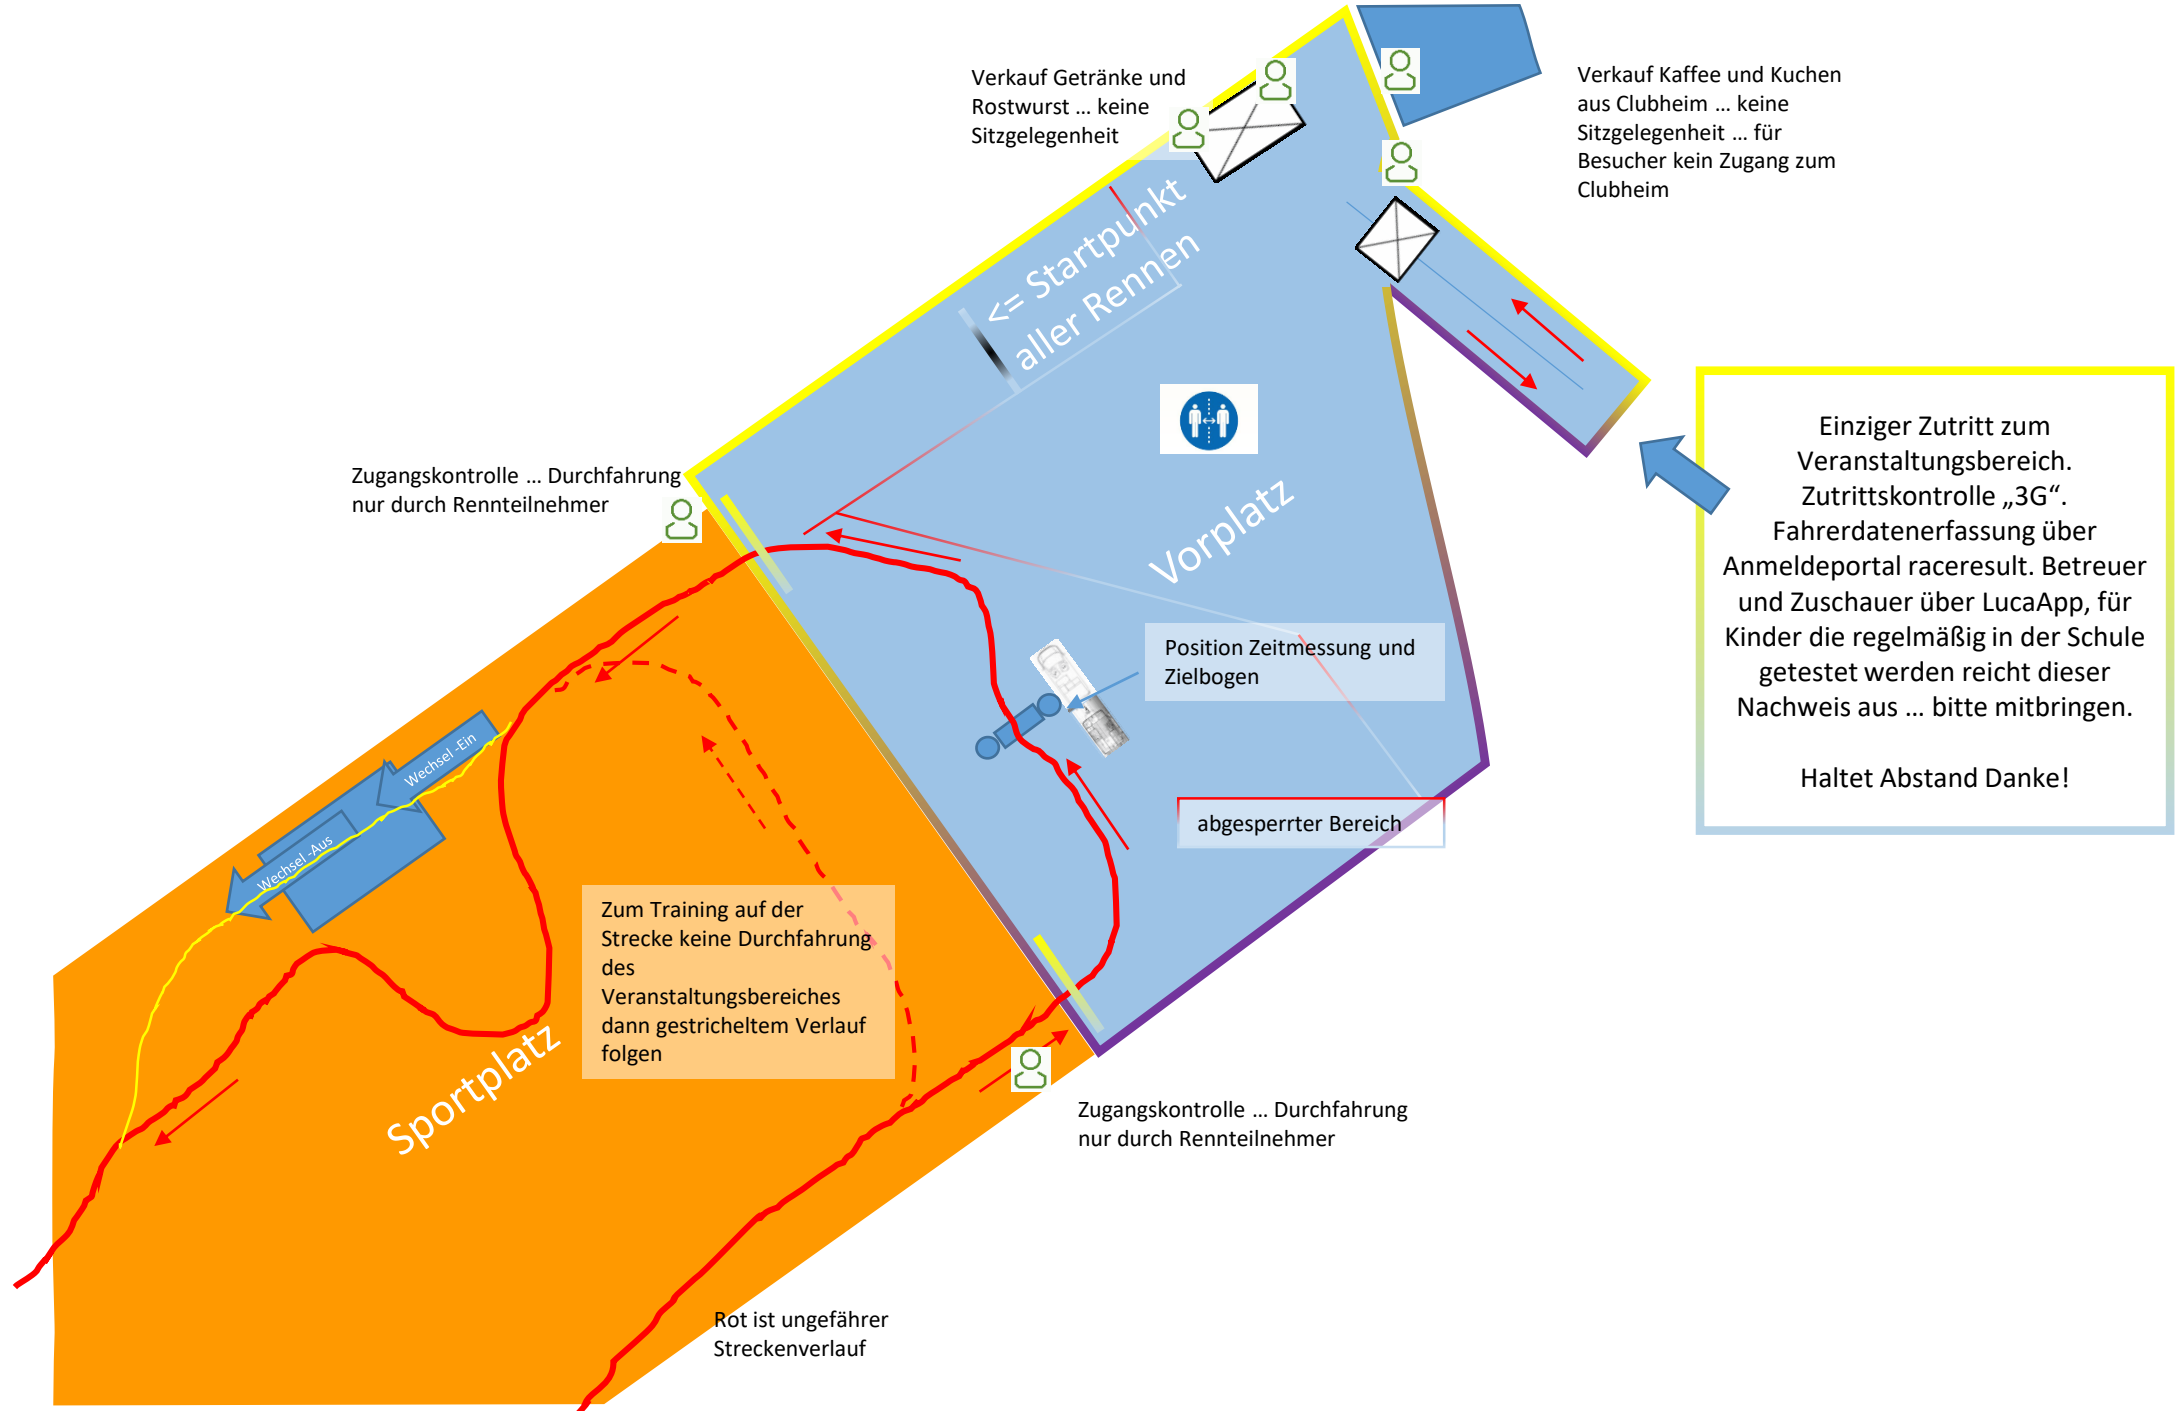 Verkauf Getränke und
Rostwurst ... keine
Sitzgelegenheit
Verkauf Kaffee und Kuchen
aus Clubheim ... keine
Sitzgelegenheit ... für
Besucher kein Zugang zum
Clubheim
<= Startpunkt
aller Rennen
Einziger Zutritt zum
Veranstaltungsbereich.
Zutrittskontrolle „3G“.
Fahrerdatenerfassung über
Anmeldeportal raceresult. Betreuer
und Zuschauer über LucaApp, für
Kinder die regelmäßig in der Schule
getestet werden reicht dieser
Nachweis aus ... bitte mitbringen.
Haltet Abstand Danke!
Zugangskontrolle ... Durchfahrung
nur durch Rennteilnehmer
Vorplatz
Position Zeitmessung und
Zielbogen
abgesperrter Bereich
Wechsel -Ein
Wechsel -Aus
Zum Training auf der
Strecke keine Durchfahrung
des
Veranstaltungsbereiches
dann gestricheltem Verlauf
folgen
Sportplatz
Zugangskontrolle ... Durchfahrung
nur durch Rennteilnehmer
Rot ist ungefährer
Streckenverlauf